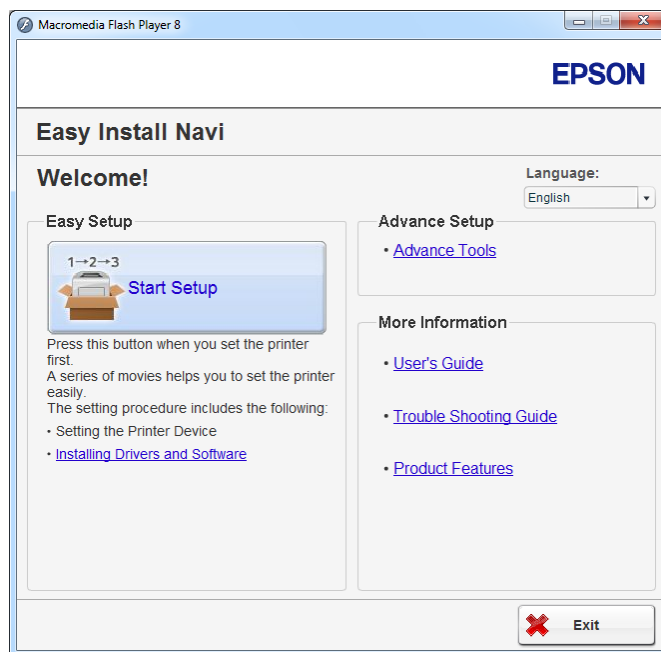 Macromedia Flash Player 8
EPSON
Easy Install Navi
Welcome!
Language:
English
Easy Setup
1→2→3
Start Setup
Press this button when you set the printer
first.
A series of movies helps you to set the printer
easily.
The setting procedure includes the following:
• Setting the Printer Device
• Installing Drivers and Software
Advance Setup
• Advance Tools
More Information
• User's Guide
• Trouble Shooting Guide
• Product Features
Exit